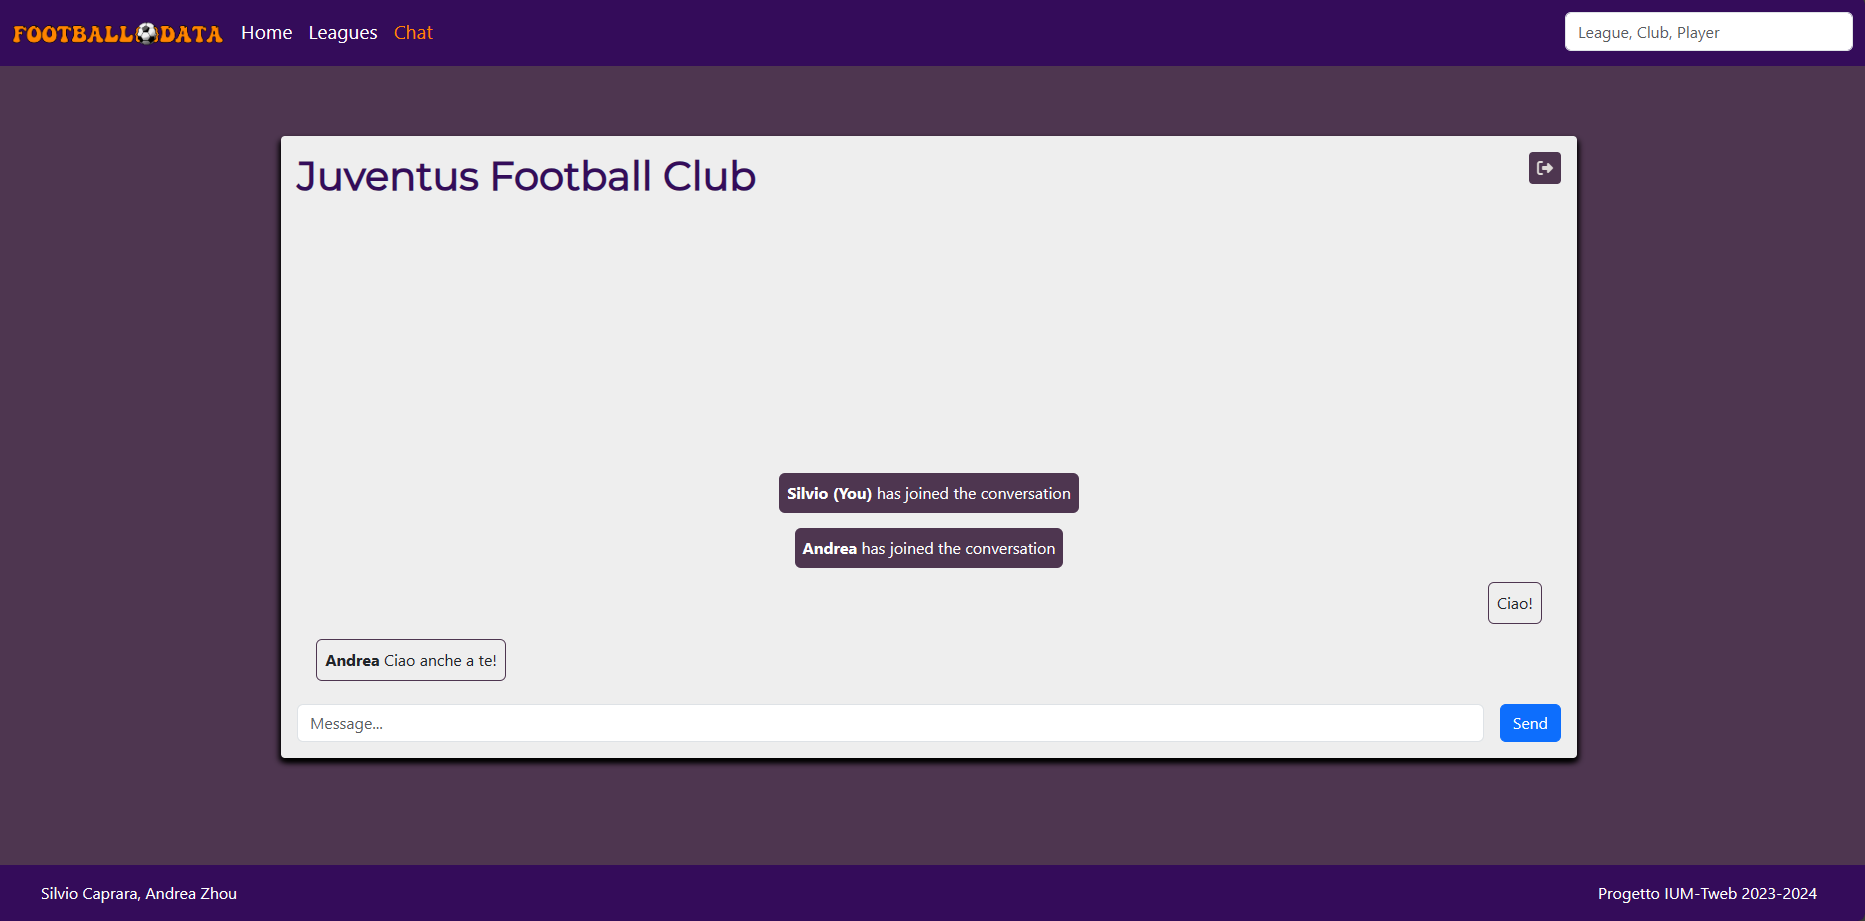 FOOTBALL DATA Home Leagues Chat League, Club, Player
Juventus Football Club
Silvio (You) has joined the conversation
Andrea has joined the conversation
Ciao!
Andrea Ciao anche a te!
Message... Send
Silvio Caprara, Andrea Zhou Progetto IUM-Tweb 2023-2024